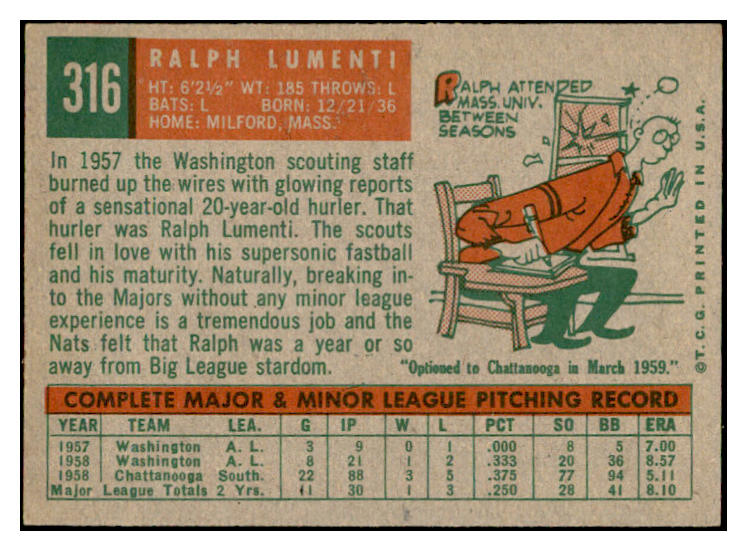 316
RALPH LUMENTI
HT: 6'2½" WT: 185 THROWS: L
BATS: L BORN: 12/21/36
HOME: MILFORD, MASS.
In 1957 the Washington scouting staff
burned up the wires with glowing reports
of a sensational 20-year-old hurler. That
hurler was Ralph Lumenti. The scouts
fell in love with his supersonic fastball
and his maturity. Naturally, breaking in-
to the Majors without any minor league
experience is a tremendous job and the
Nats felt that Ralph was a year or so
away from Big League stardom.
RALPH ATTENDED
MASS. UNIV.
BETWEEN
SEASONS
"Optioned to Chattanooga in March 1959."
©T.C.G. PRINTED IN U.S.A.
COMPLETE MAJOR & MINOR LEAGUE PITCHING RECORD
YEAR TEAM LEA. G IP W L PCT SO BB ERA
1957 Washington A. L. 3 9 0 1 .000 8 5 7.00
1958 Washington A. L. 8 21 1 2 .333 20 36 8.57
1958 Chattanooga South. 22 88 3 5 .375 77 94 5.11
Major League Totals 2 Yrs. 11 30 1 3 .250 28 41 8.10